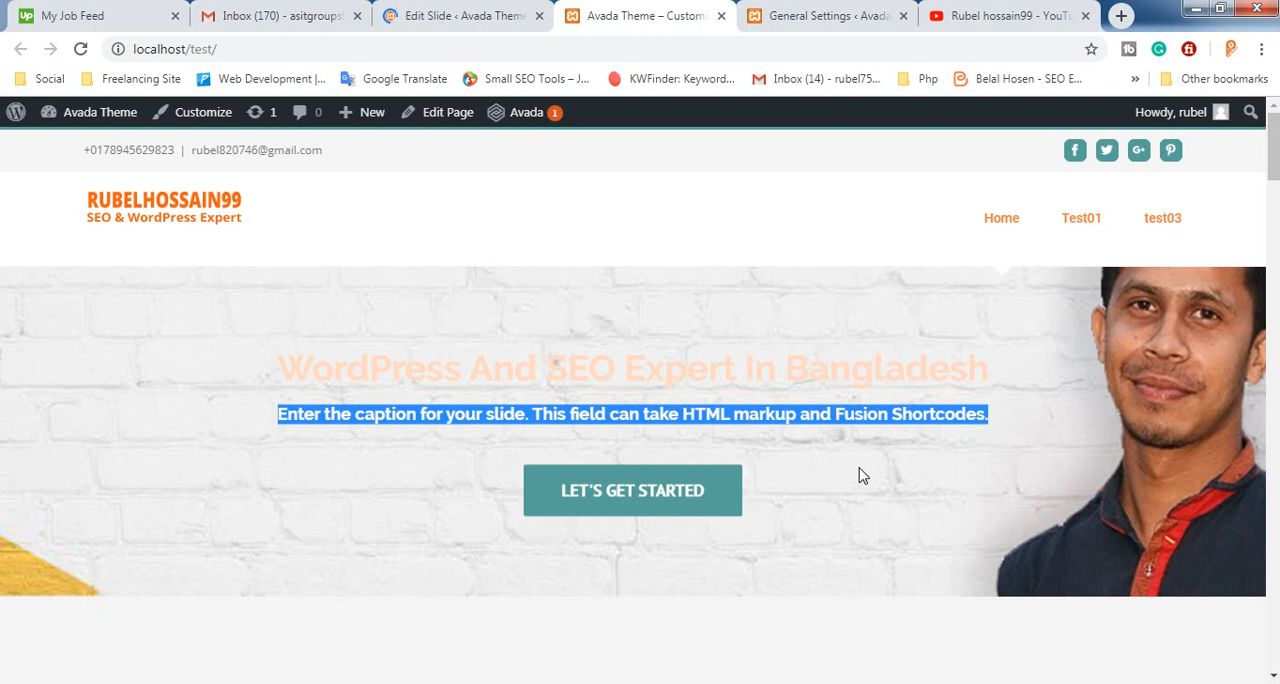 My Job Feed
Inbox (170) - asitgroups
Edit Slide ‹ Avada Theme
Avada Theme – Custom
General Settings ‹ Avada
Rubel hossain99 - YouTu
localhost/test/
Social
Freelancing Site
Web Development |...
Google Translate
Small SEO Tools – J...
KWFinder: Keyword...
Inbox (14) - rubel75...
Php
Belal Hosen - SEO E...
»
Other bookmarks
Avada Theme
Customize
1
0
New
Edit Page
Avada 1
Howdy, rubel
+0178945629823 | rubel820746@gmail.com
RUBELHOSSAIN99
SEO & WordPress Expert
Home
Test01
test03
WordPress And SEO Expert In Bangladesh
Enter the caption for your slide. This field can take HTML markup and Fusion Shortcodes.
LET'S GET STARTED